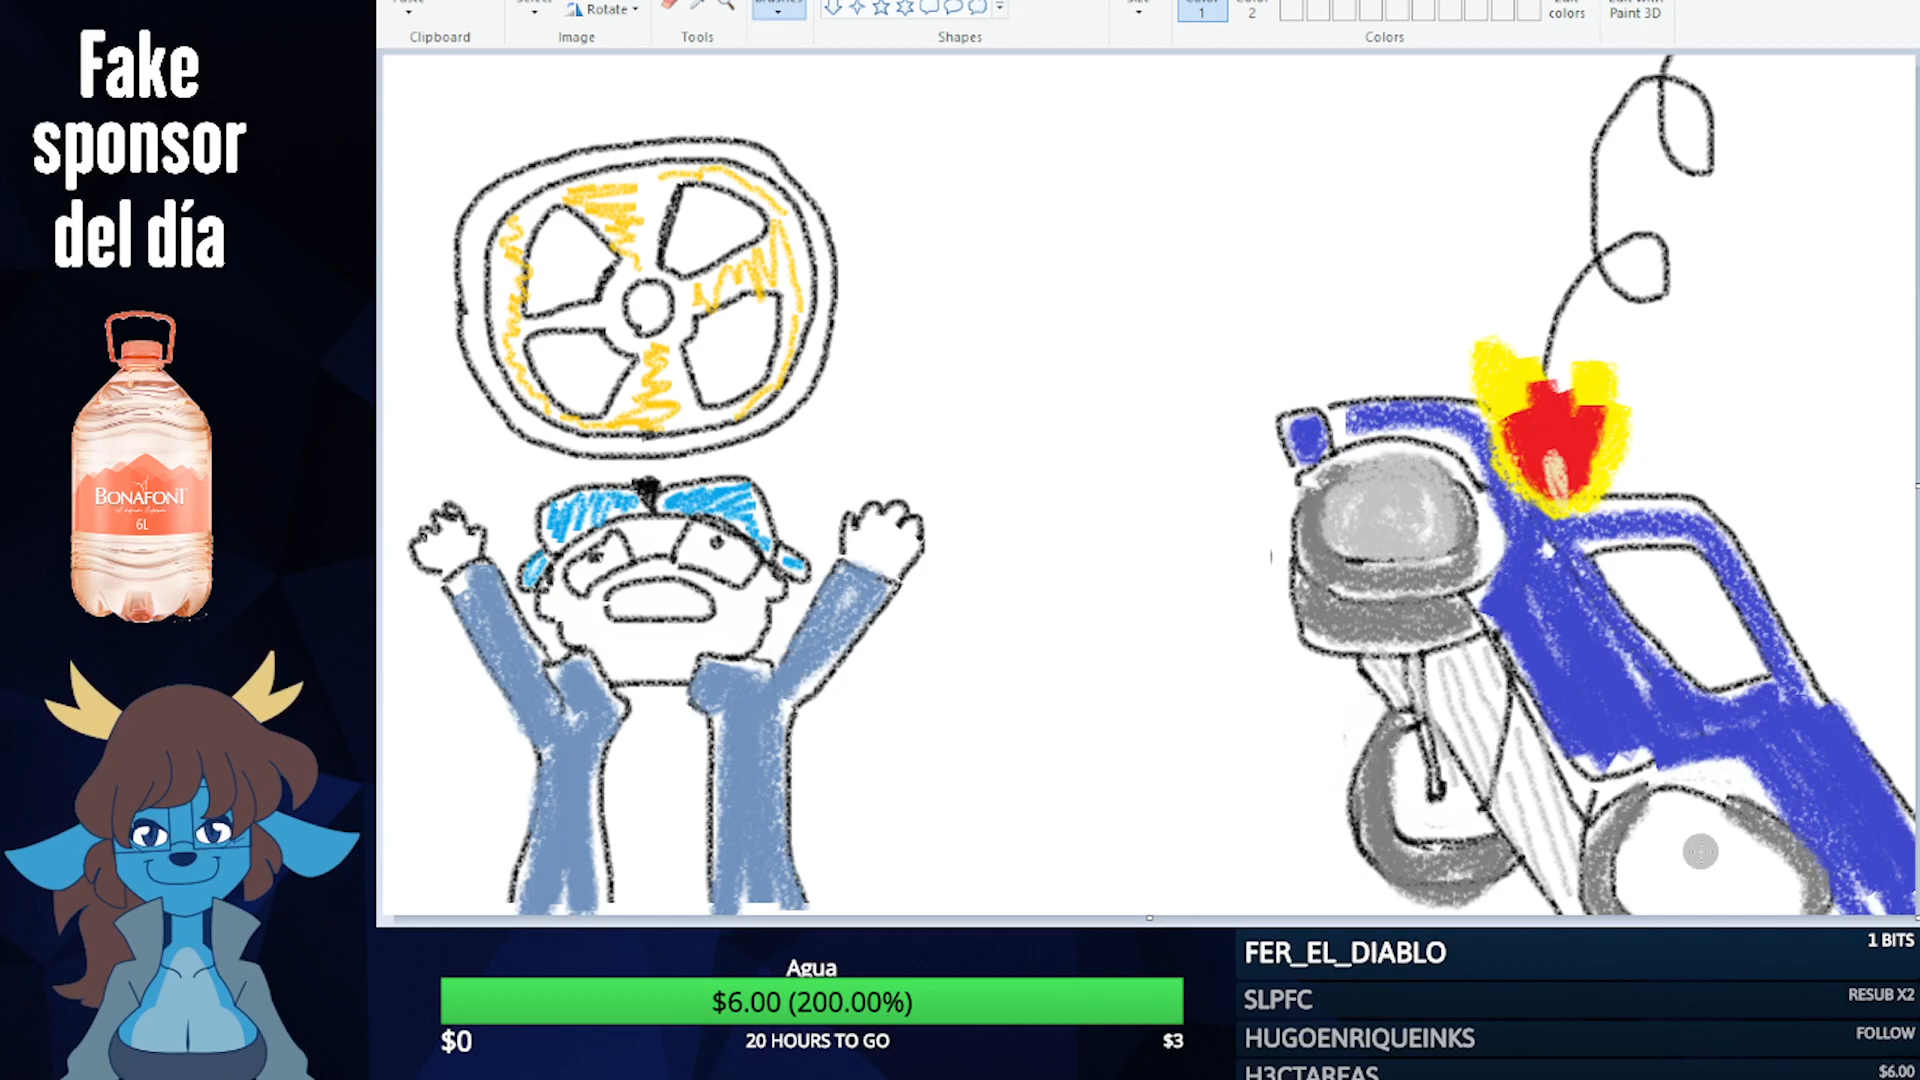 Fake
sponsor
del día
BONAFONT
6L
Rotate
Clipboard
Image
Tools
Shapes
1
2
Colors
colors
Paint 3D
Agua
$6.00 (200.00%)
$0
20 HOURS TO GO
$3
FER_EL_DIABLO
1 BITS
SLPFC
RESUB X2
HUGOENRIQUEINKS
FOLLOW
H3CTAREAS
$6.00